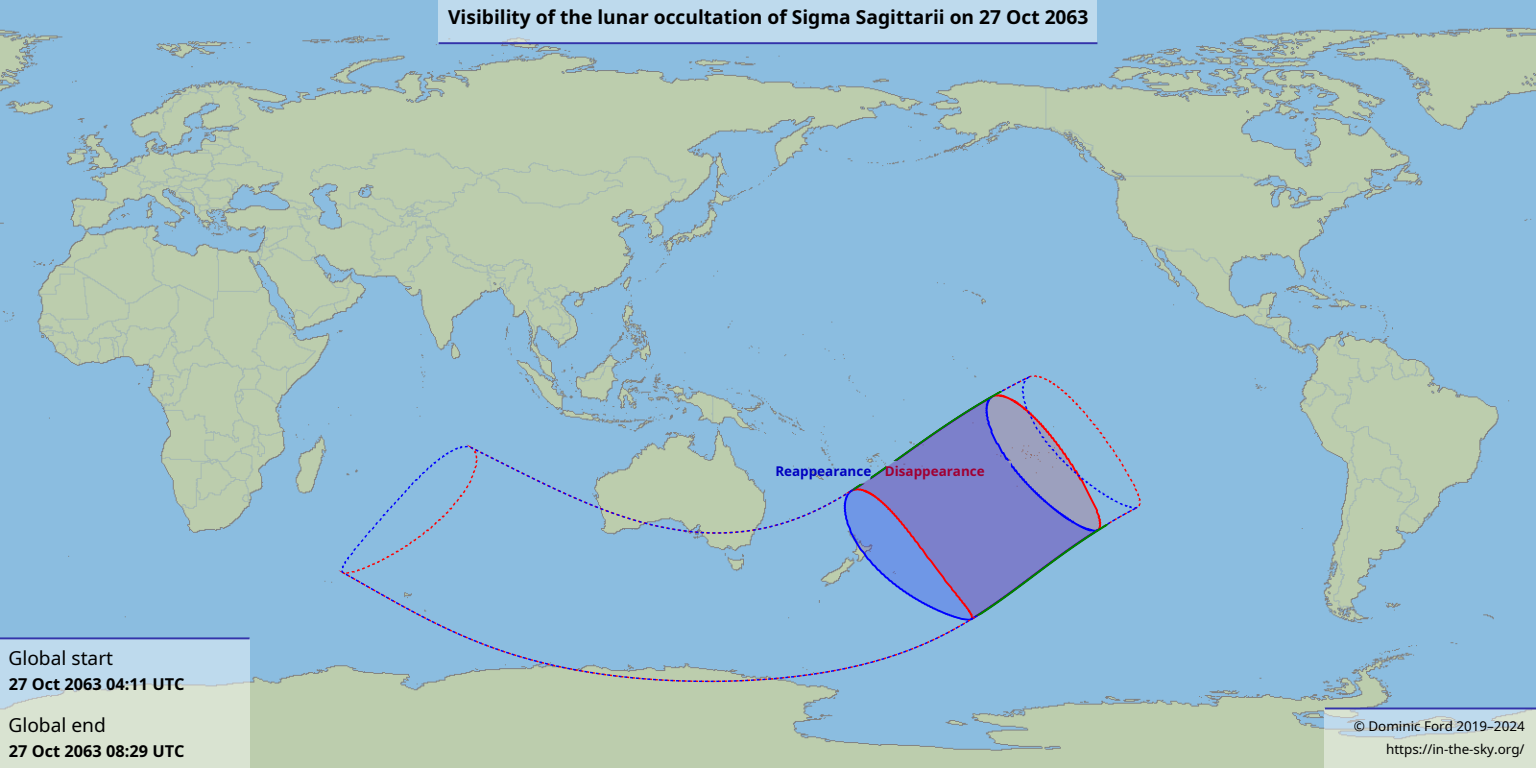 Visibility of the lunar occultation of Sigma Sagittarii on 27 Oct 2063
Reappearance
Disappearance
Global start
27 Oct 2063 04:11 UTC
Global end
27 Oct 2063 08:29 UTC
© Dominic Ford 2019–2024
https://in-the-sky.org/